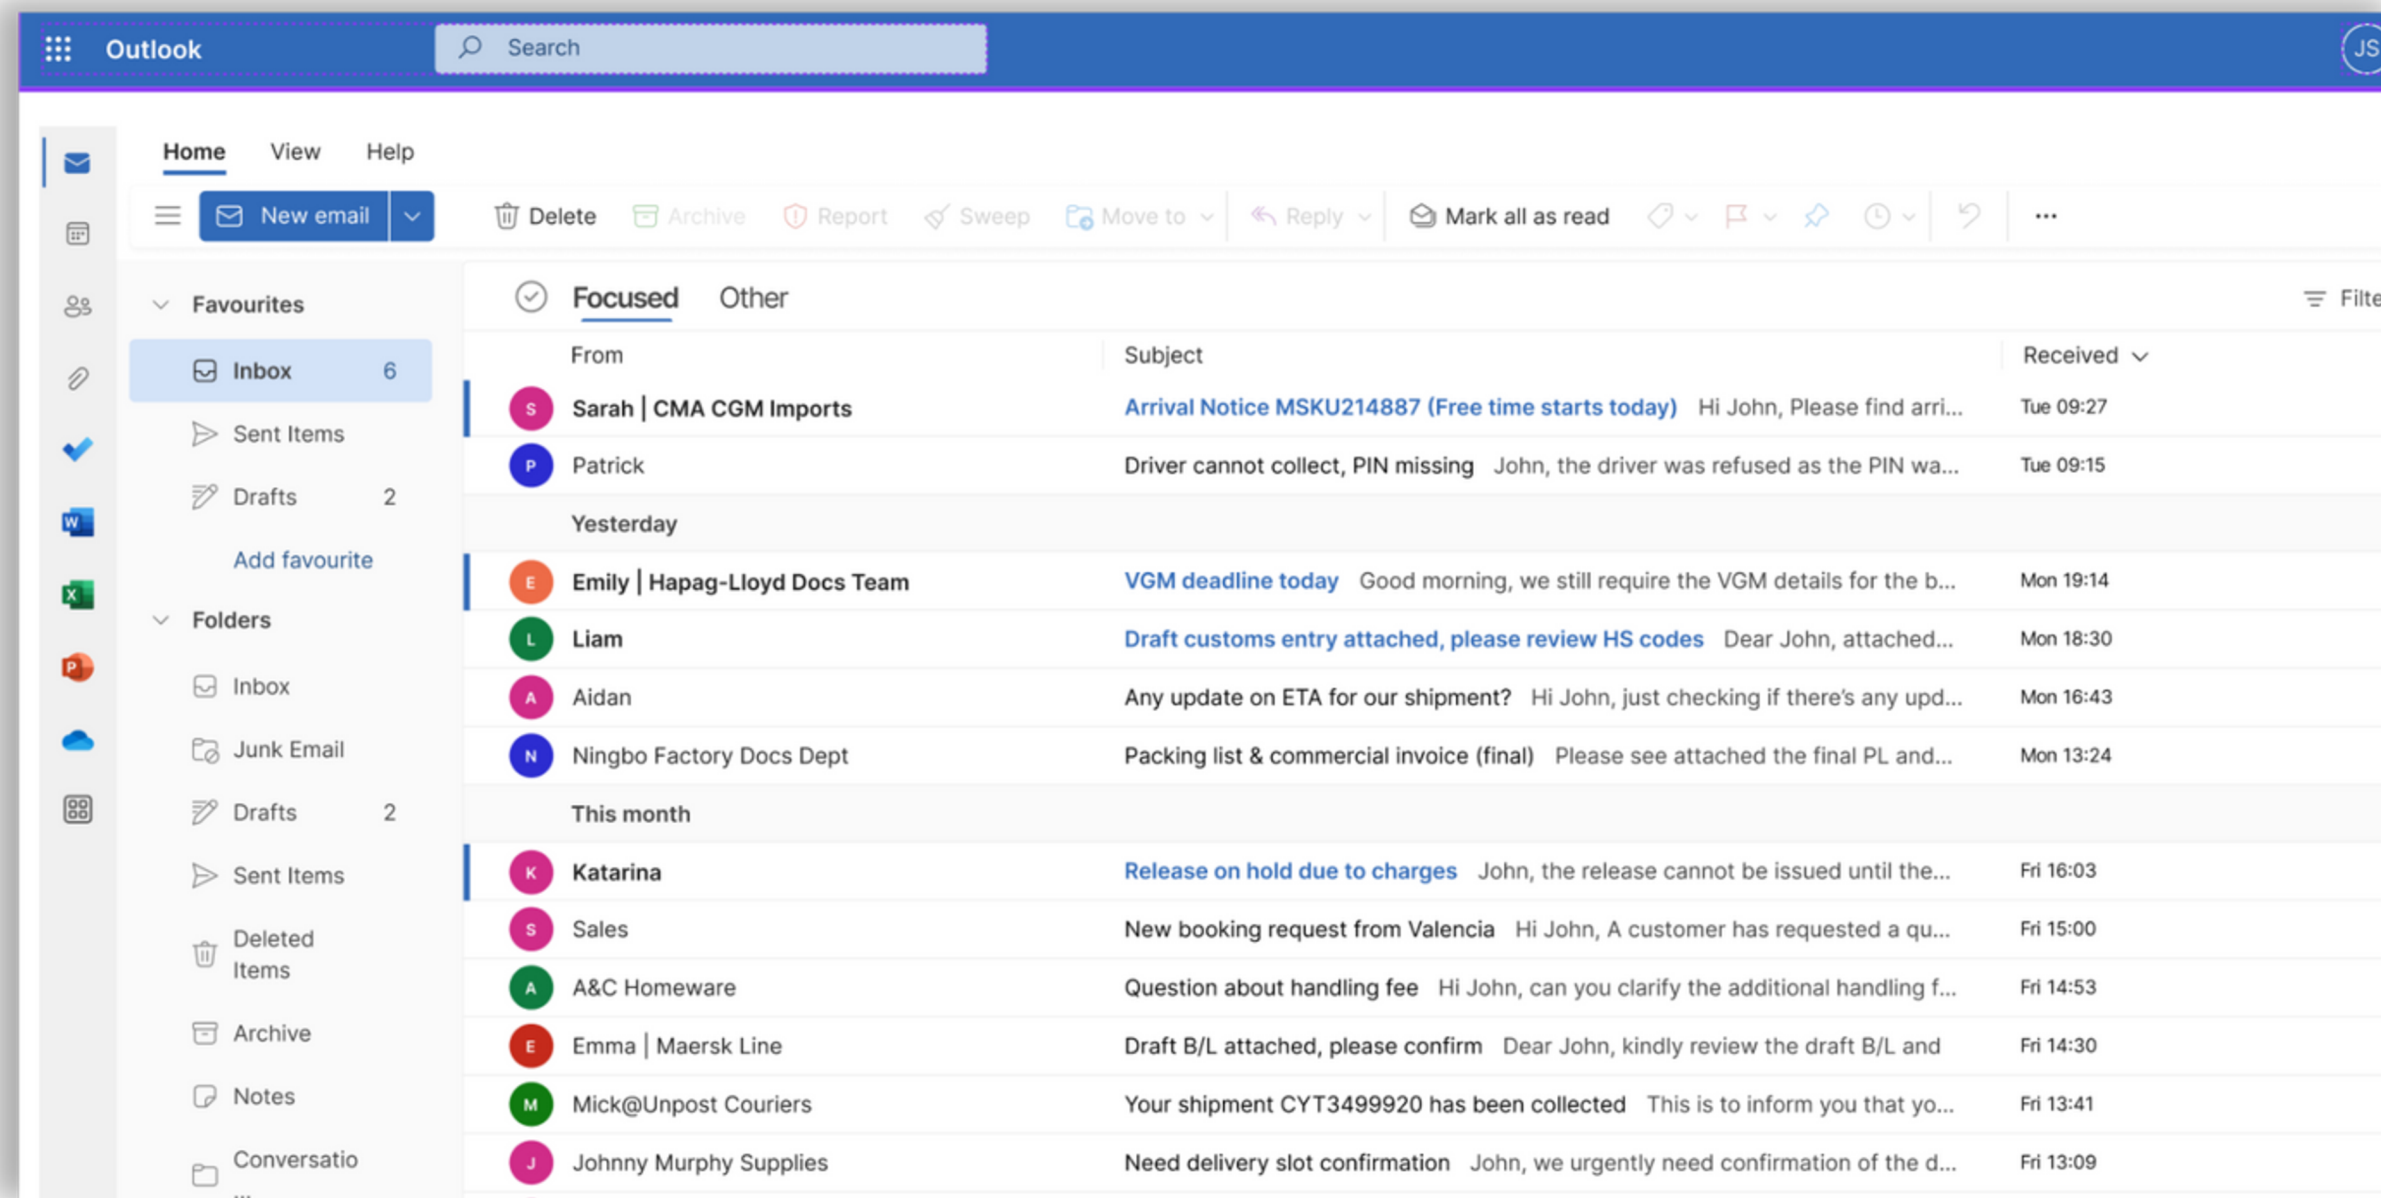 Outlook
Search
JS
Home View Help
New email Delete Archive Report Sweep Move to Reply Mark all as read ...
Favourites
Inbox 6
Sent Items
Drafts 2
Add favourite
Folders
Inbox
Junk Email
Drafts 2
Sent Items
Deleted
Items
Archive
Notes
Conversatio
...
Focused Other
Filte
From Subject Received
S Sarah | CMA CGM Imports Arrival Notice MSKU214887 (Free time starts today) Hi John, Please find arri... Tue 09:27
P Patrick Driver cannot collect, PIN missing John, the driver was refused as the PIN wa... Tue 09:15
Yesterday
E Emily | Hapag-Lloyd Docs Team VGM deadline today Good morning, we still require the VGM details for the b... Mon 19:14
L Liam Draft customs entry attached, please review HS codes Dear John, attached... Mon 18:30
A Aidan Any update on ETA for our shipment? Hi John, just checking if there's any upd... Mon 16:43
N Ningbo Factory Docs Dept Packing list & commercial invoice (final) Please see attached the final PL and... Mon 13:24
This month
K Katarina Release on hold due to charges John, the release cannot be issued until the... Fri 16:03
S Sales New booking request from Valencia Hi John, A customer has requested a qu... Fri 15:00
A A&C Homeware Question about handling fee Hi John, can you clarify the additional handling f... Fri 14:53
E Emma | Maersk Line Draft B/L attached, please confirm Dear John, kindly review the draft B/L and Fri 14:30
M Mick@Unpost Couriers Your shipment CYT3499920 has been collected This is to inform you that yo... Fri 13:41
J Johnny Murphy Supplies Need delivery slot confirmation John, we urgently need confirmation of the d... Fri 13:09
W
X
P